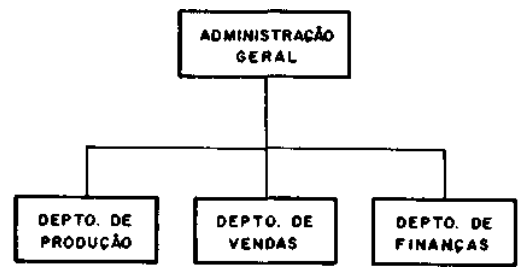 ADMINISTRAÇÃO
GERAL
DEPTO. DE
PRODUÇÃO
DEPTO. DE
VENDAS
DEPTO. DE
FINANÇAS